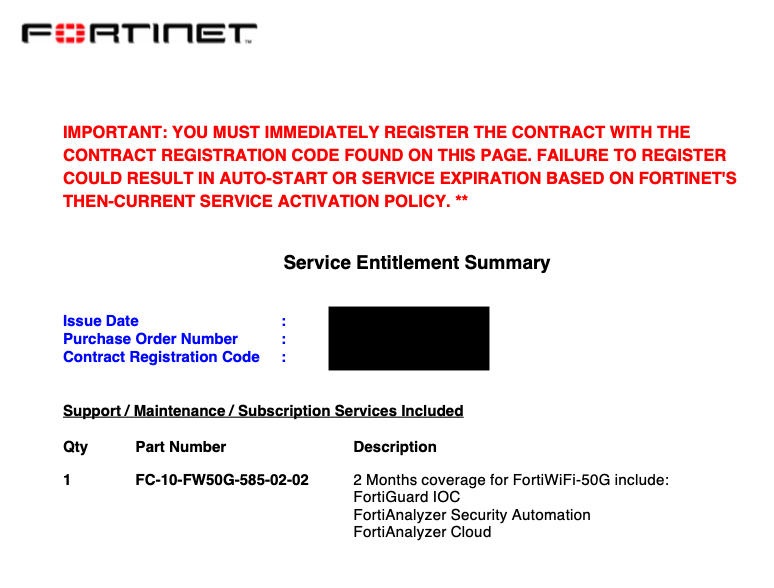 FORTINET™
IMPORTANT: YOU MUST IMMEDIATELY REGISTER THE CONTRACT WITH THE
CONTRACT REGISTRATION CODE FOUND ON THIS PAGE. FAILURE TO REGISTER
COULD RESULT IN AUTO-START OR SERVICE EXPIRATION BASED ON FORTINET'S
THEN-CURRENT SERVICE ACTIVATION POLICY. **
Service Entitlement Summary
Issue Date :
Purchase Order Number :
Contract Registration Code :
Support / Maintenance / Subscription Services Included
Qty Part Number Description
1 FC-10-FW50G-585-02-02 2 Months coverage for FortiWiFi-50G include:
FortiGuard IOC
FortiAnalyzer Security Automation
FortiAnalyzer Cloud